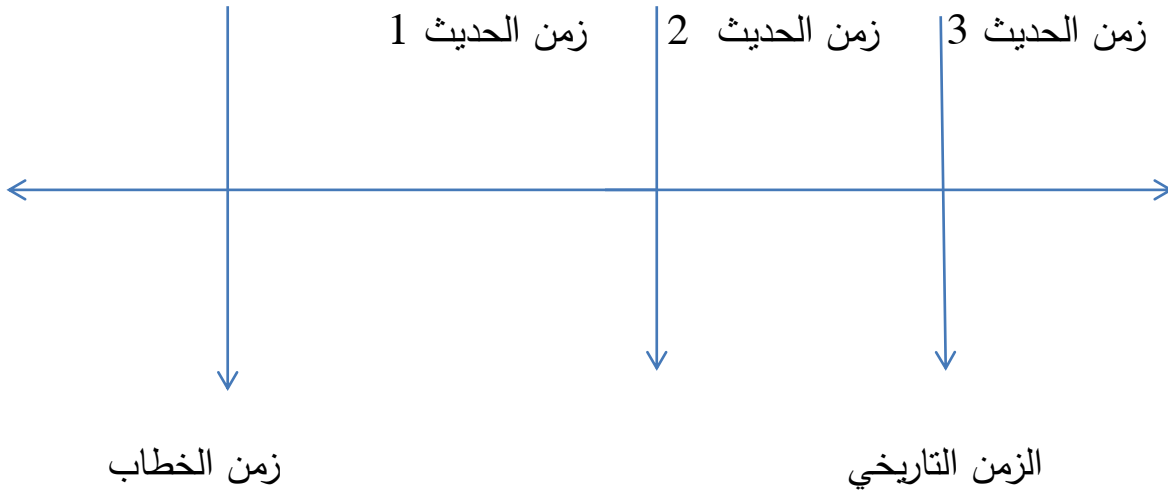 زمن الحديث 3
زمن الحديث 2
زمن الحديث 1
الزمن التاريخي
زمن الخطاب